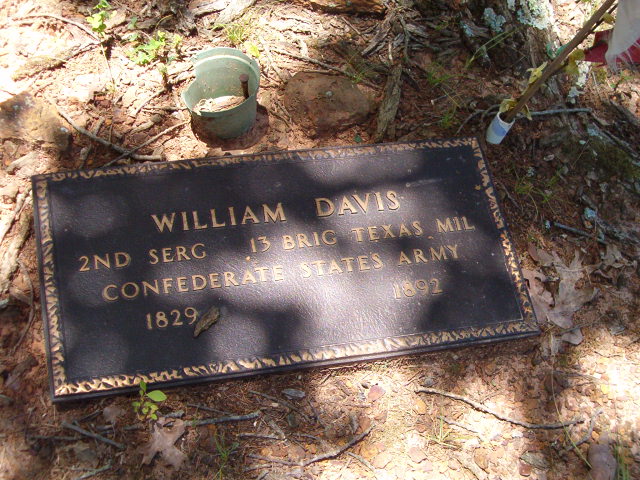 WILLIAM DAVIS
2ND SERG 13 BRIG TEXAS MIL
CONFEDERATE STATES ARMY
1829 1892